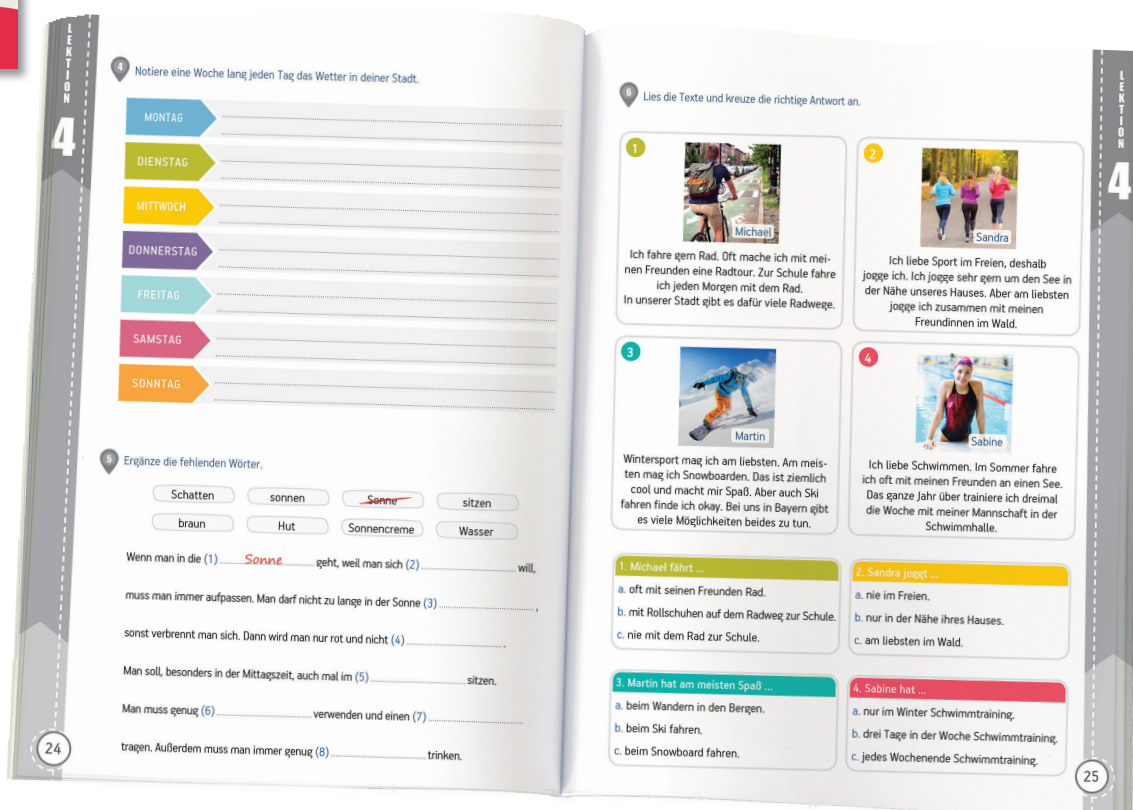 LEKTION
4
4 Notiere eine Woche lang jeden Tag das Wetter in deiner Stadt.
MONTAG
DIENSTAG
MITTWOCH
DONNERSTAG
FREITAG
SAMSTAG
SONNTAG
5 Ergänze die fehlenden Wörter.
Schatten sonnen Sonne sitzen
braun Hut Sonnencreme Wasser
Wenn man in die (1) Sonne geht, weil man sich (2) will,
muss man immer aufpassen. Man darf nicht zu lange in der Sonne (3) ,
sonst verbrennt man sich. Dann wird man nur rot und nicht (4) .
Man soll, besonders in der Mittagszeit, auch mal im (5) sitzen.
Man muss genug (6) verwenden und einen (7)
tragen. Außerdem muss man immer genug (8) trinken.
24
LEKTION
4
6 Lies die Texte und kreuze die richtige Antwort an.
1
Michael
Ich fahre gern Rad. Oft mache ich mit mei-
nen Freunden eine Radtour. Zur Schule fahre
ich jeden Morgen mit dem Rad.
In unserer Stadt gibt es dafür viele Radwege.
2
Sandra
Ich liebe Sport im Freien, deshalb
jogge ich. Ich jogge sehr gern um den See in
der Nähe unseres Hauses. Aber am liebsten
jogge ich zusammen mit meinen
Freundinnen im Wald.
3
Martin
Wintersport mag ich am liebsten. Am meis-
ten mag ich Snowboarden. Das ist ziemlich
cool und macht mir Spaß. Aber auch Ski
fahren finde ich okay. Bei uns in Bayern gibt
es viele Möglichkeiten beides zu tun.
4
Sabine
Ich liebe Schwimmen. Im Sommer fahre
ich oft mit meinen Freunden an einen See.
Das ganze Jahr über trainiere ich dreimal
die Woche mit meiner Mannschaft in der
Schwimmhalle.
1. Michael fährt ...
a. oft mit seinen Freunden Rad.
b. mit Rollschuhen auf dem Radweg zur Schule.
c. nie mit dem Rad zur Schule.
2. Sandra joggt ...
a. nie im Freien.
b. nur in der Nähe ihres Hauses.
c. am liebsten im Wald.
3. Martin hat am meisten Spaß ...
a. beim Wandern in den Bergen.
b. beim Ski fahren.
c. beim Snowboard fahren.
4. Sabine hat ...
a. nur im Winter Schwimmtraining.
b. drei Tage in der Woche Schwimmtraining.
c. jedes Wochenende Schwimmtraining.
25